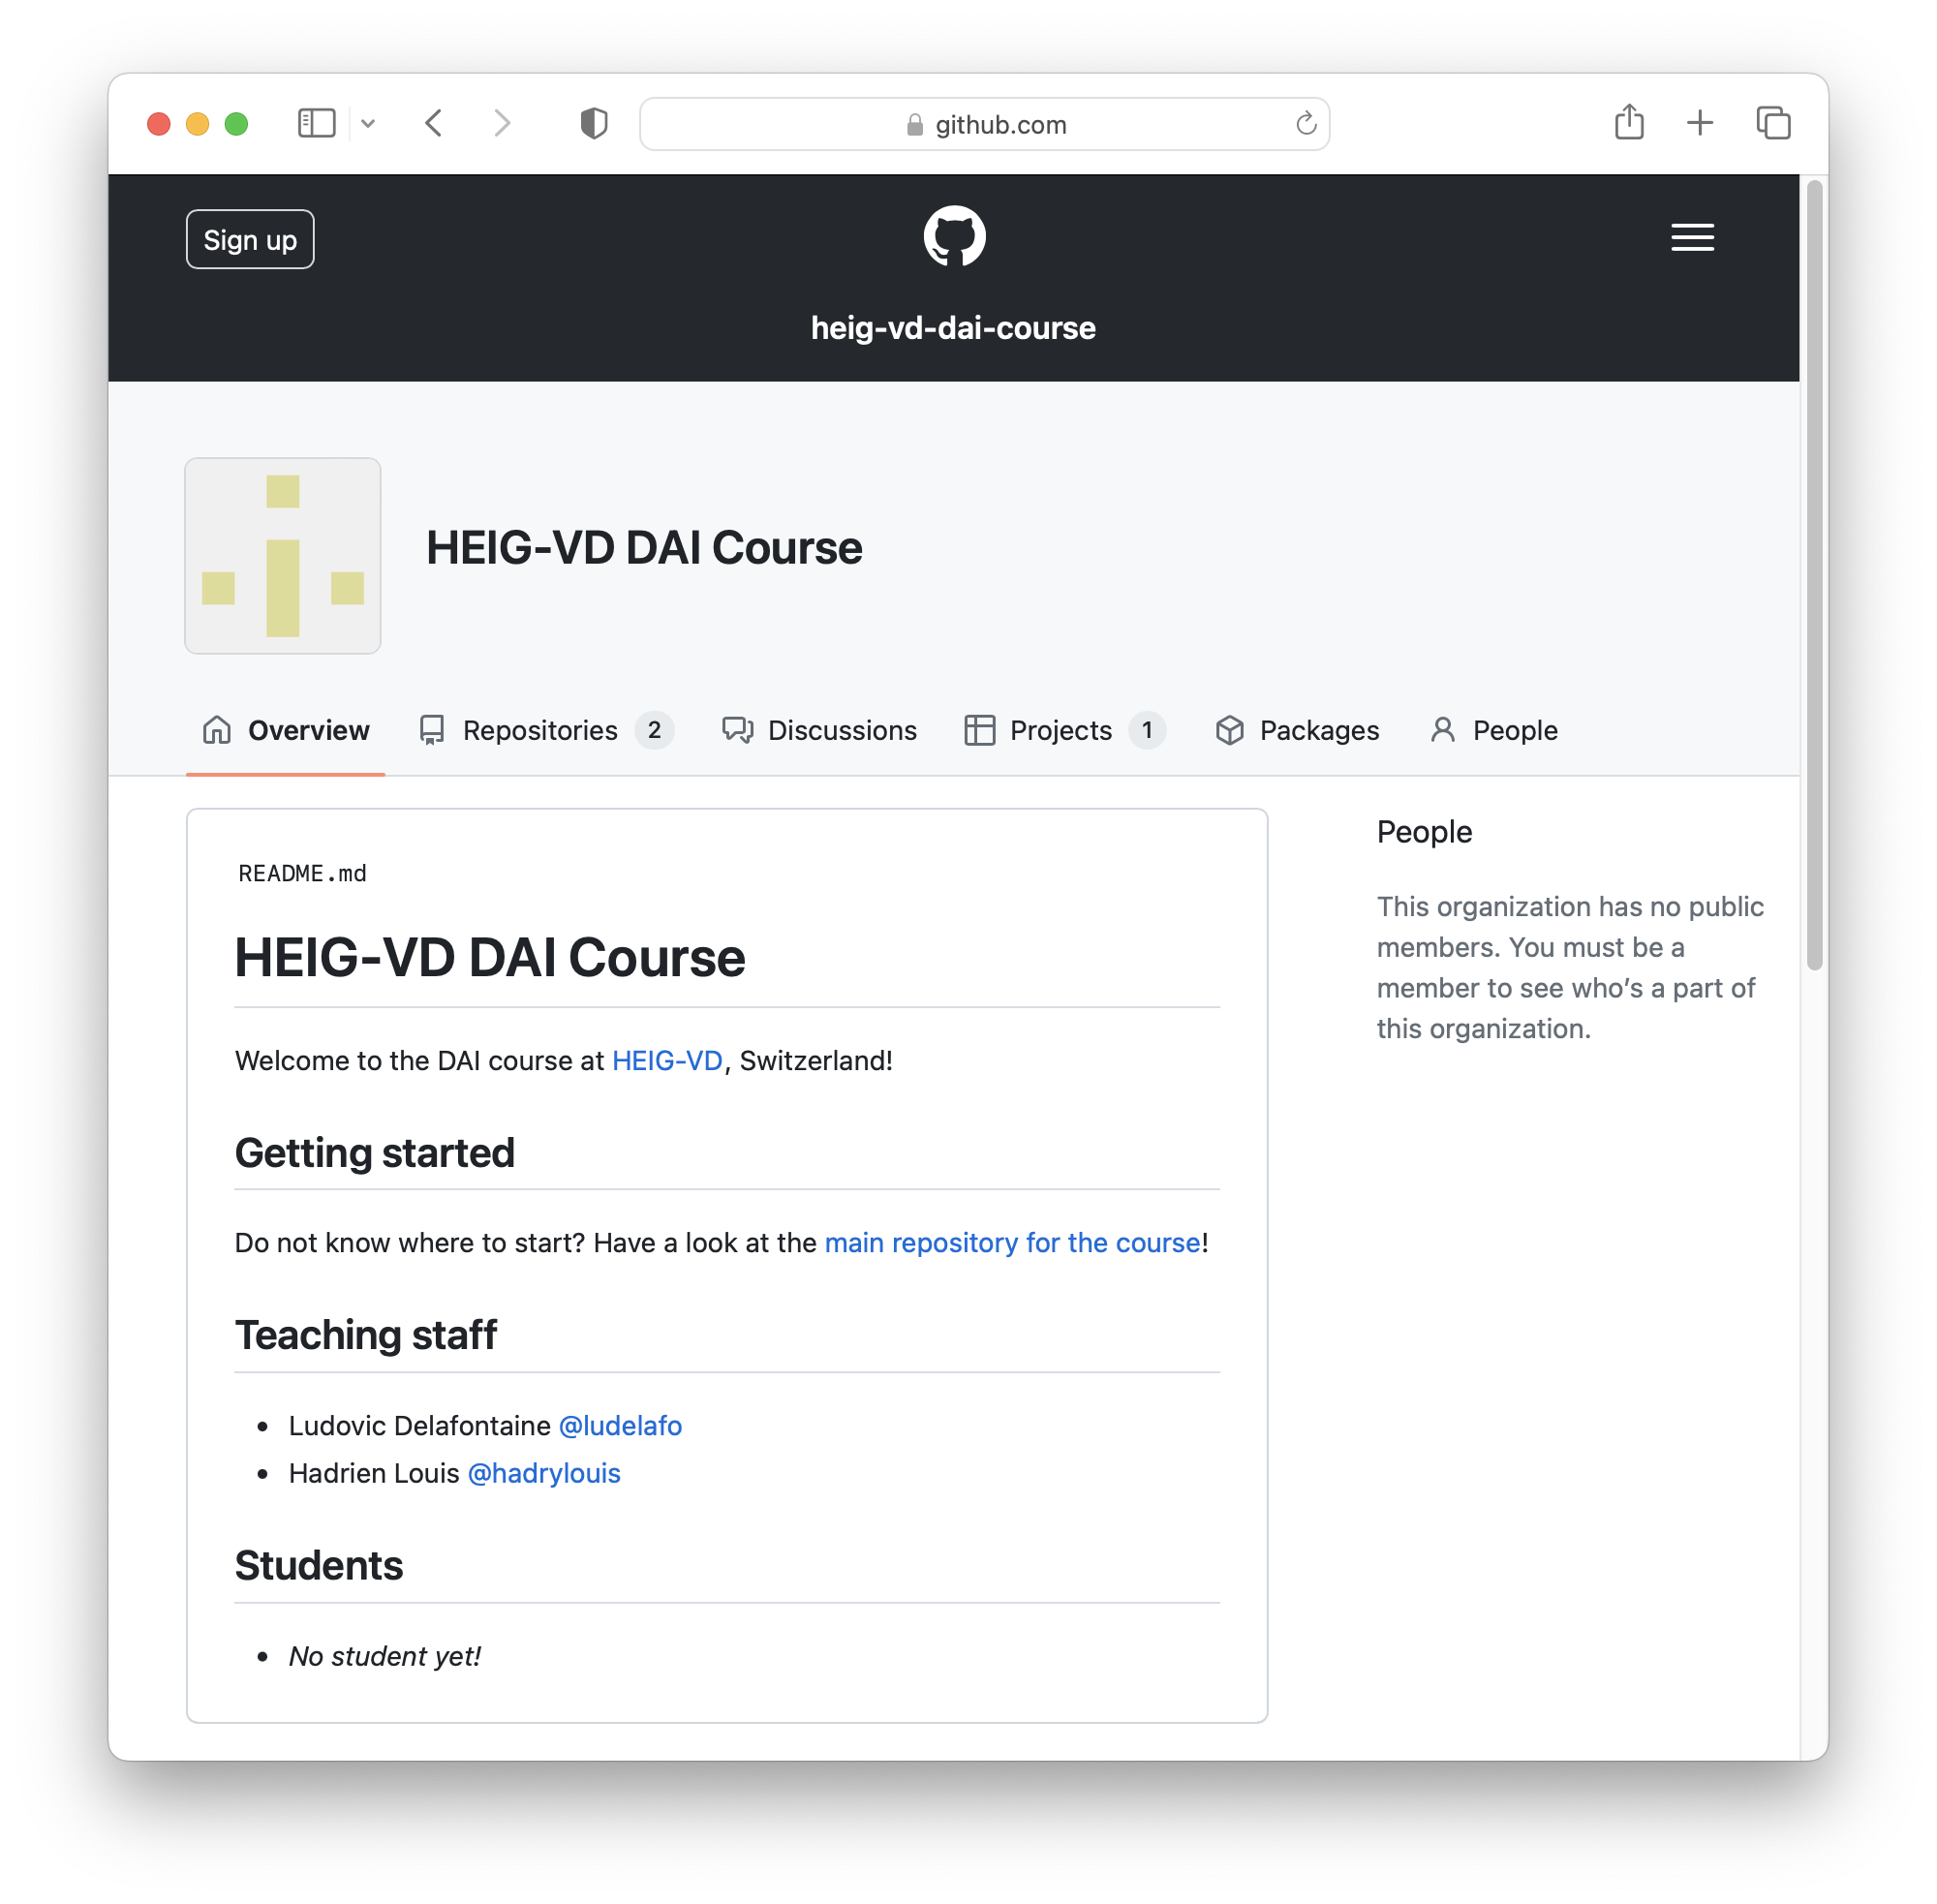 github.com
Sign up
heig-vd-dai-course
HEIG-VD DAI Course
Overview Repositories 2 Discussions Projects 1 Packages People
README.md
HEIG-VD DAI Course
Welcome to the DAI course at HEIG-VD, Switzerland!
Getting started
Do not know where to start? Have a look at the main repository for the course!
Teaching staff
Ludovic Delafontaine @ludelafo
Hadrien Louis @hadrylouis
Students
No student yet!
People
This organization has no public
members. You must be a
member to see who’s a part of
this organization.